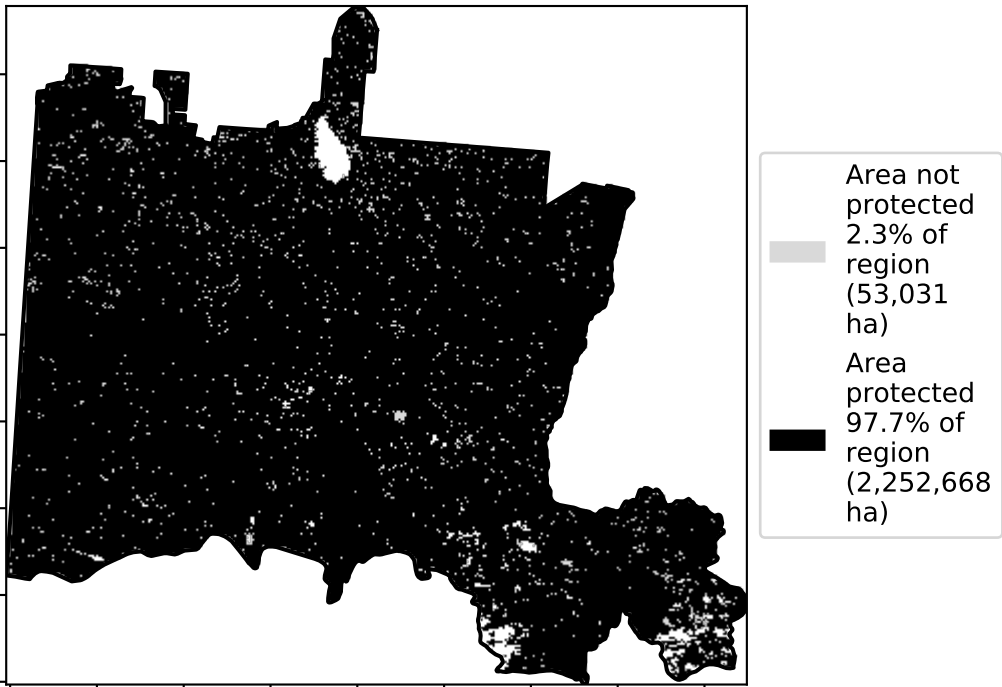 Area not
protected
2.3% of
region
(53,031
ha)
Area
protected
97.7% of
region
(2,252,668
ha)